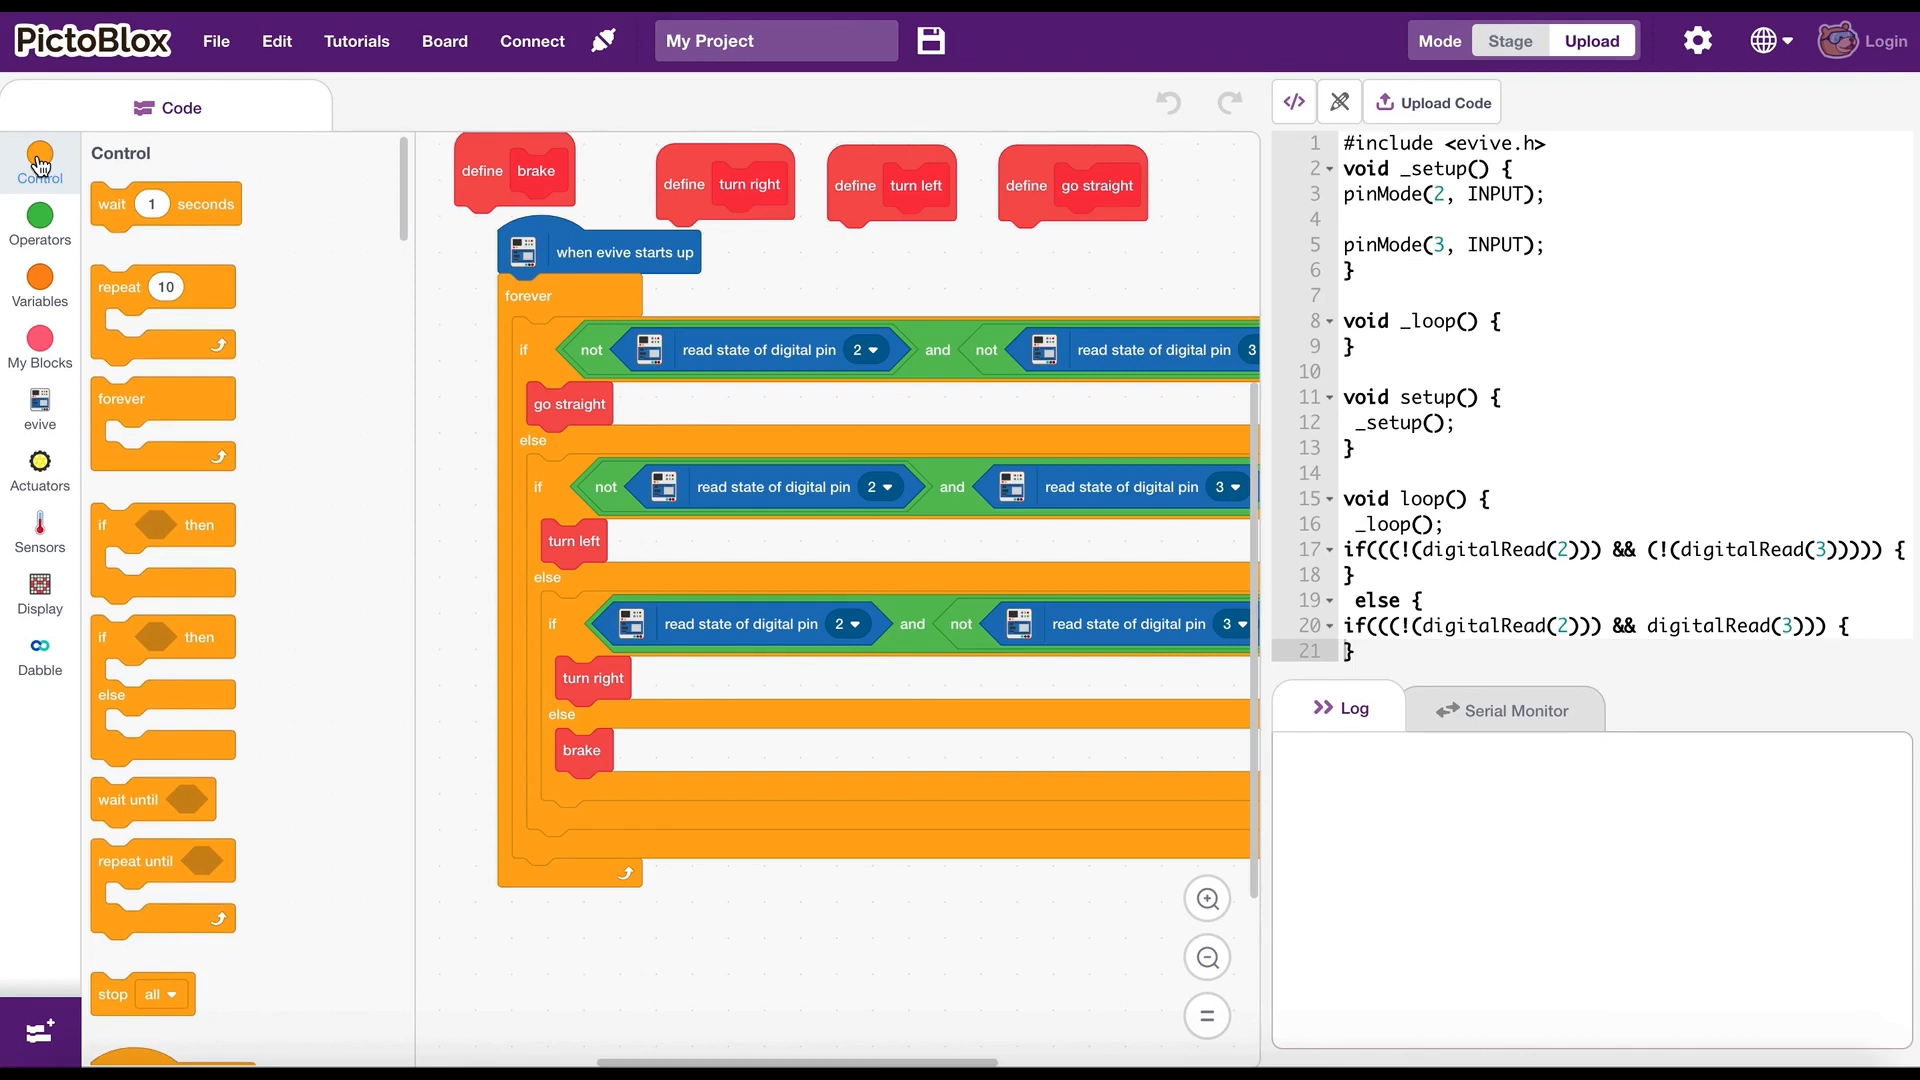 PictoBlox
File
Edit
Tutorials
Board
Connect
My Project
Mode
Stage
Upload
Login
Code
Upload Code
Control
Operators
Variables
My Blocks
evive
Actuators
Sensors
Display
Dabble
Control
wait 1 seconds
repeat 10
forever
if then
if then
else
wait until
repeat until
stop all
define brake
define turn right
define turn left
define go straight
when evive starts up
forever
if not read state of digital pin 2 and not read state of digital pin 3
go straight
else
if not read state of digital pin 2 and read state of digital pin 3
turn left
else
if read state of digital pin 2 and not read state of digital pin 3
turn right
else
brake
1 #include <evive.h>
2 void _setup() {
3 pinMode(2, INPUT);
4
5 pinMode(3, INPUT);
6 }
7
8 void _loop() {
9 }
10
11 void setup() {
12 _setup();
13 }
14
15 void loop() {
16 _loop();
17 if(((!(digitalRead(2))) && (!(digitalRead(3))))) {
18 }
19 else {
20 if(((!(digitalRead(2))) && digitalRead(3))) {
21 }
Log
Serial Monitor